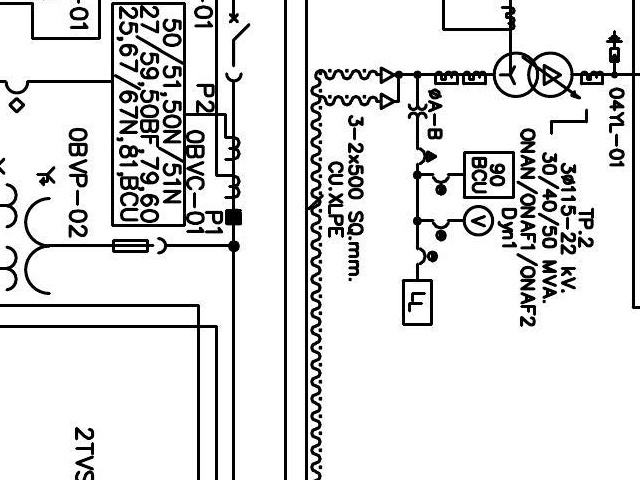 -01
-01
50/51,50N/51N
27/59,50BF,79,60
25,67/67N,81,BCU
P2
0BVC-01
P1
0BVP-02
2TVS
3-2x500 SQ.mm.
CU.XLPE
ØA-B
90
BCU
V
Dyn1
04YL-01
TP.2
3Ø115-22 kV.
30/40/50 MVA.
ONAN/ONAF1/ONAF2